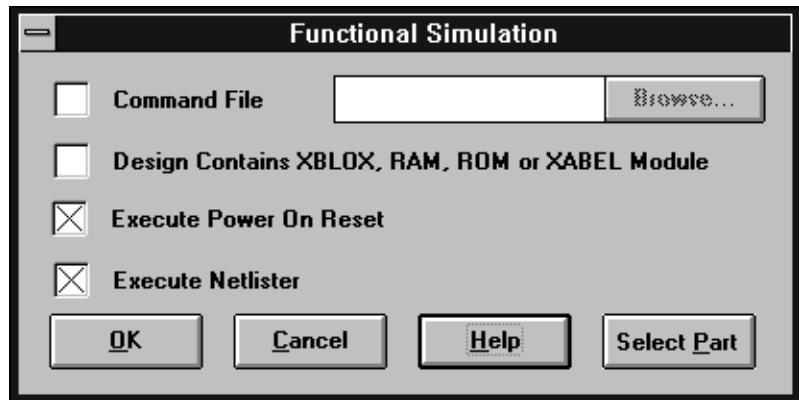 Functional Simulation
Command File Browse...
Design Contains XBLOX, RAM, ROM or XABEL Module
Execute Power On Reset
Execute Netlister
OK Cancel Help Select Part